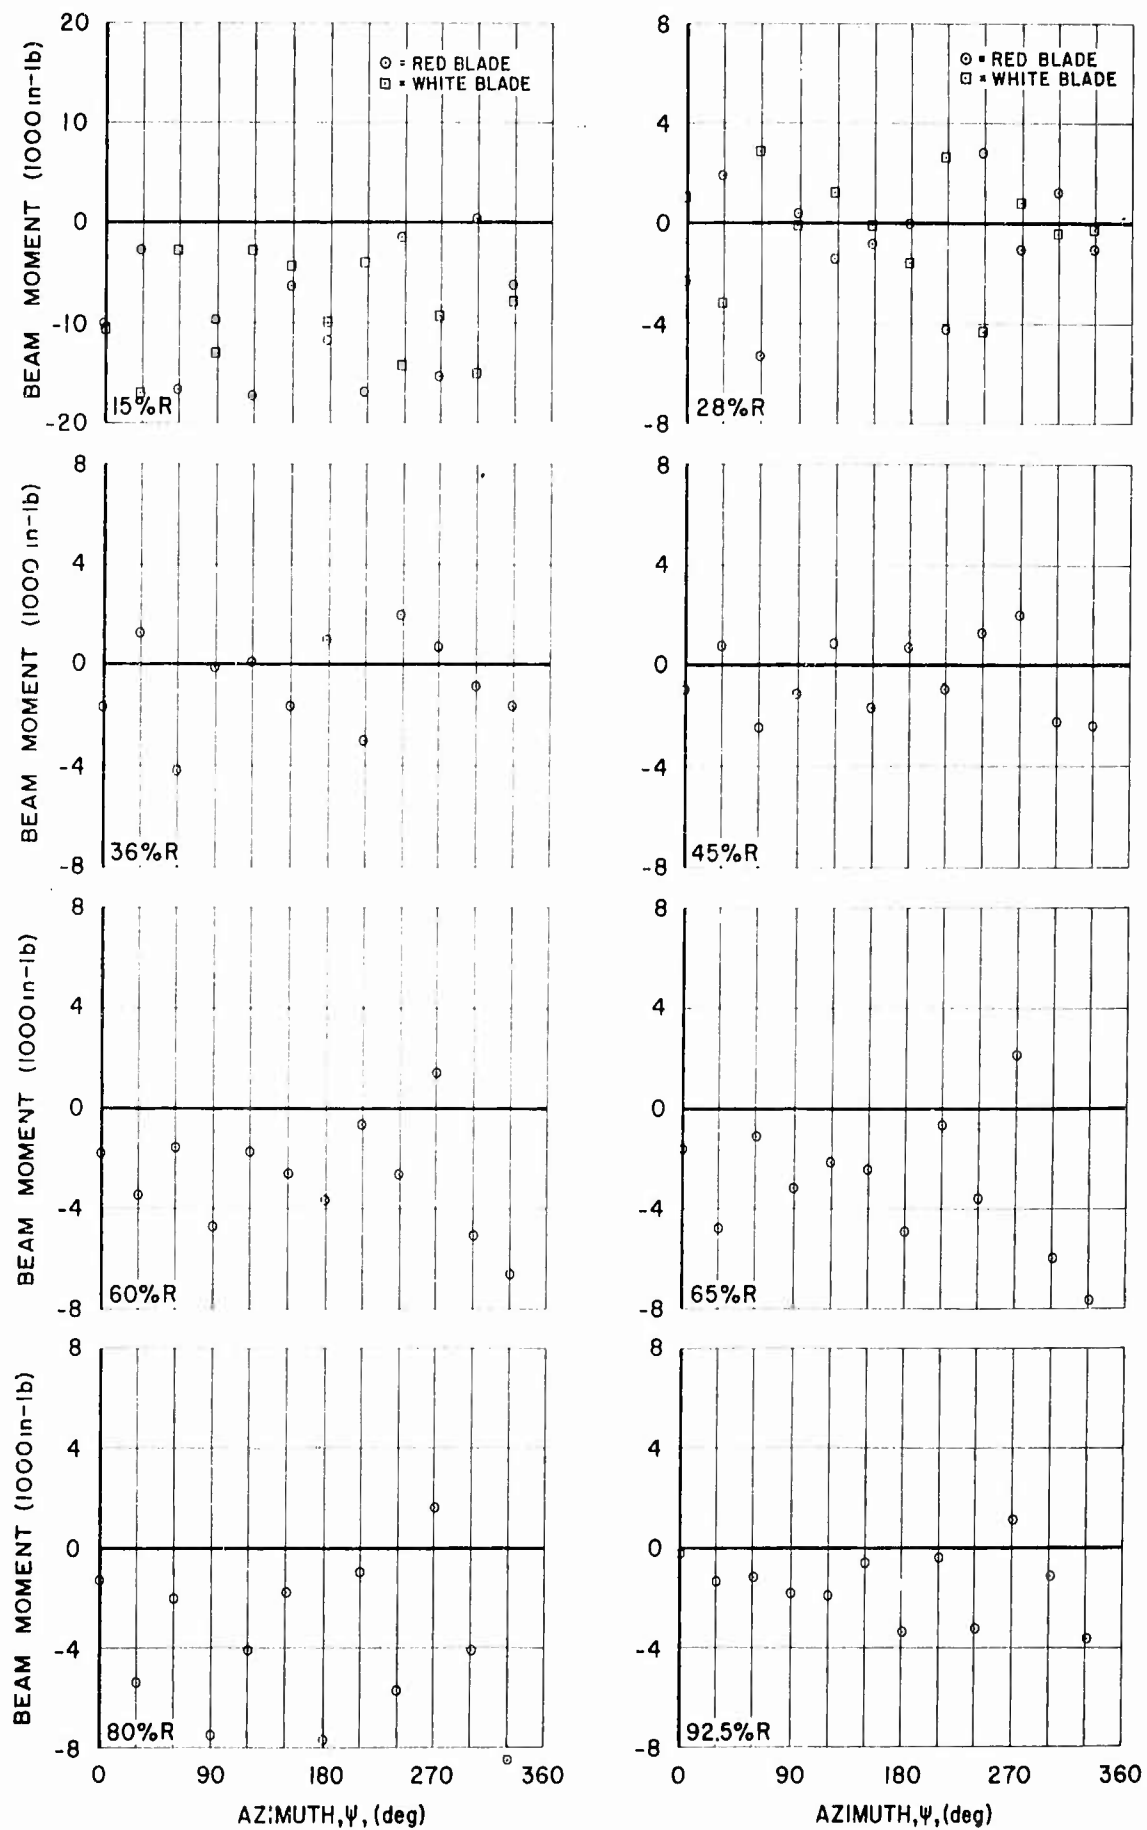 BEAM MOMENT (1000 in-lb)
20
10
0
-10
-20
⊙ = RED BLADE
⊡ = WHITE BLADE
15%R
8
4
0
-4
-8
⊙ = RED BLADE
⊡ = WHITE BLADE
28%R
BEAM MOMENT (1000 in-lb)
8
4
0
-4
-8
36%R
8
4
0
-4
-8
45%R
BEAM MOMENT (1000 in-lb)
8
4
0
-4
-8
60%R
8
4
0
-4
-8
65%R
BEAM MOMENT (1000 in-lb)
8
4
0
-4
-8
80%R
0 90 180 270 360
AZIMUTH,Ψ, (deg)
8
4
0
-4
-8
92.5%R
0 90 180 270 360
AZIMUTH,Ψ,(deg)